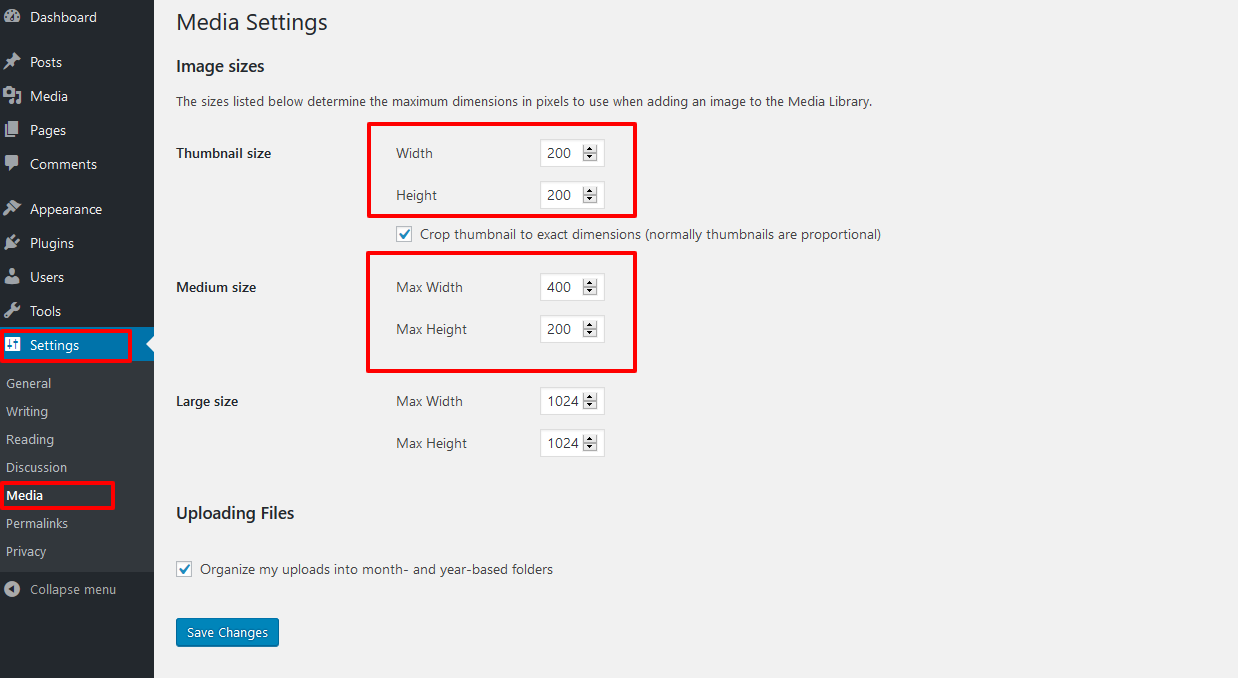 Dashboard
Posts
Media
Pages
Comments
Appearance
Plugins
Users
Tools
Settings
General
Writing
Reading
Discussion
Media
Permalinks
Privacy
Collapse menu
Media Settings
Image sizes
The sizes listed below determine the maximum dimensions in pixels to use when adding an image to the Media Library.
Thumbnail size
Width 200
Height 200
Crop thumbnail to exact dimensions (normally thumbnails are proportional)
Medium size
Max Width 400
Max Height 200
Large size
Max Width 1024
Max Height 1024
Uploading Files
Organize my uploads into month- and year-based folders
Save Changes